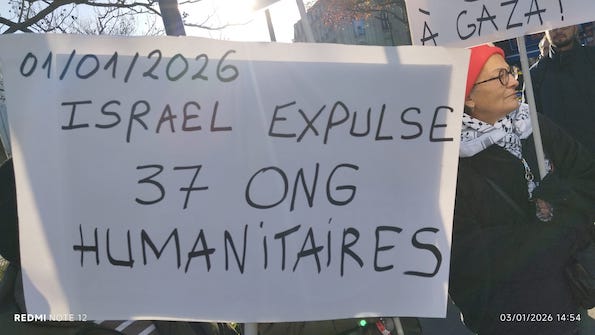 À GAZA!
01/01/2026
ISRAEL EXPULSE
37 ONG
HUMANITAIRES
REDMI NOTE 12
03/01/2026 14:54